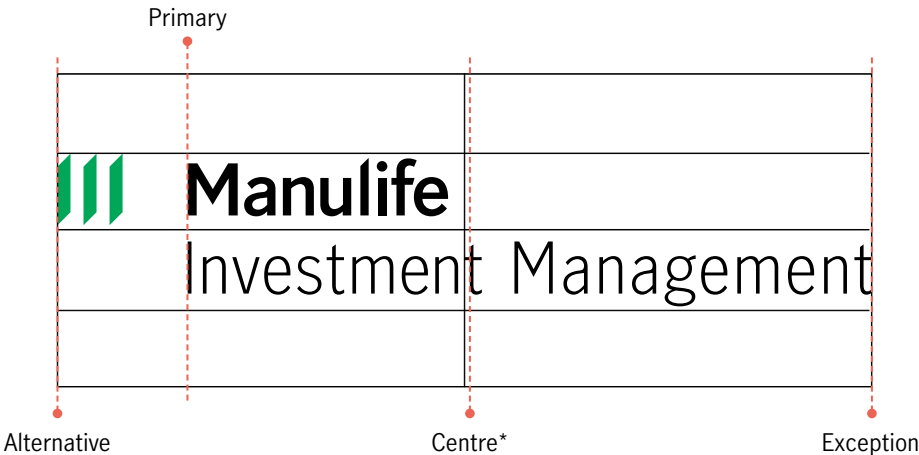 Primary
Manulife
Investment Management
Alternative
Centre*
Exception